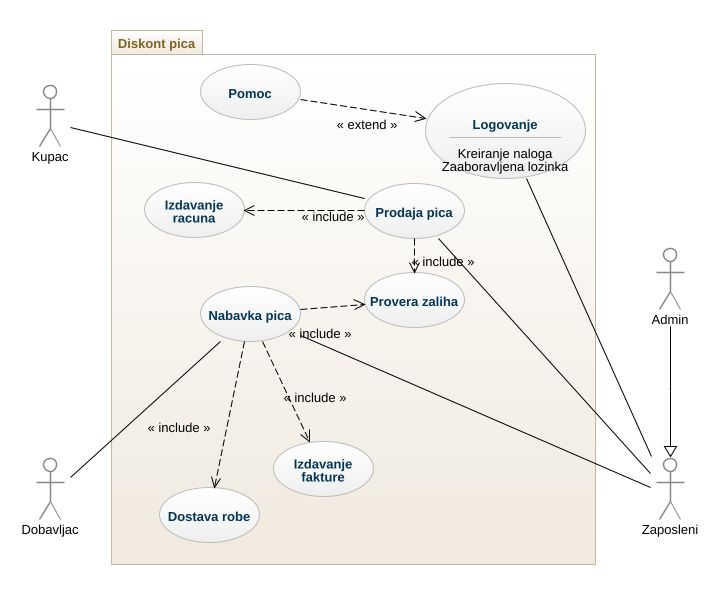 Diskont pica
Pomoc
« extend »
Logovanje
Kreiranje naloga
Zaaboravljena lozinka
Kupac
Izdavanje
racuna
« include »
Prodaja pica
« include »
Provera zaliha
Nabavka pica
« include »
Admin
« include »
« include »
Izdavanje
fakture
Dostava robe
Dobavljac
Zaposleni